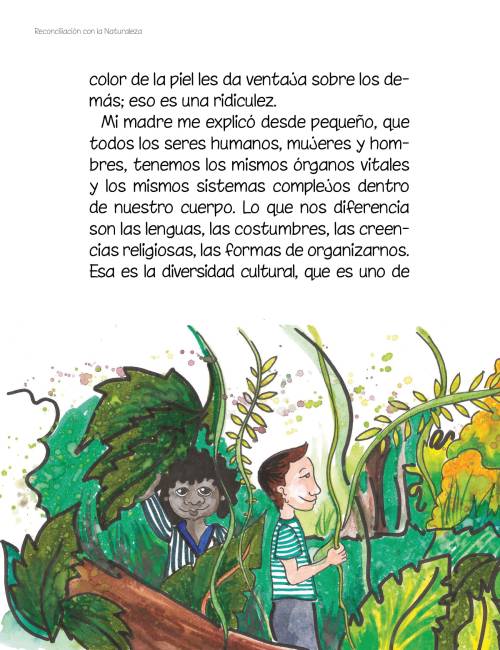 Reconciliación con la Naturaleza
color de la piel les da ventaja sobre los de-
más; eso es una ridiculez.
Mi madre me explicó desde pequeño, que
todos los seres humanos, mujeres y hom-
bres, tenemos los mismos órganos vitales
y los mismos sistemas complejos dentro
de nuestro cuerpo. Lo que nos diferencia
son las lenguas, las costumbres, las creen-
cias religiosas, las formas de organizarnos.
Esa es la diversidad cultural, que es uno de